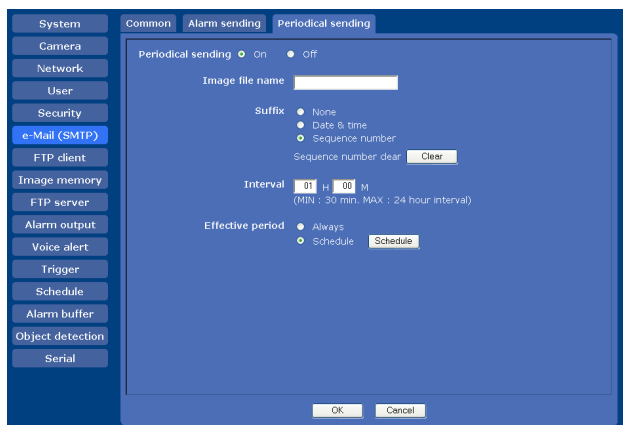 System
Camera
Network
User
Security
e-Mail (SMTP)
FTP client
Image memory
FTP server
Alarm output
Voice alert
Trigger
Schedule
Alarm buffer
Object detection
Serial
Common Alarm sending Periodical sending
Periodical sending On Off
Image file name
Suffix None
Date & time
Sequence number
Sequence number clear Clear
Interval 01 H 00 M
(MIN : 30 min. MAX : 24 hour interval)
Effective period Always
Schedule Schedule
OK Cancel